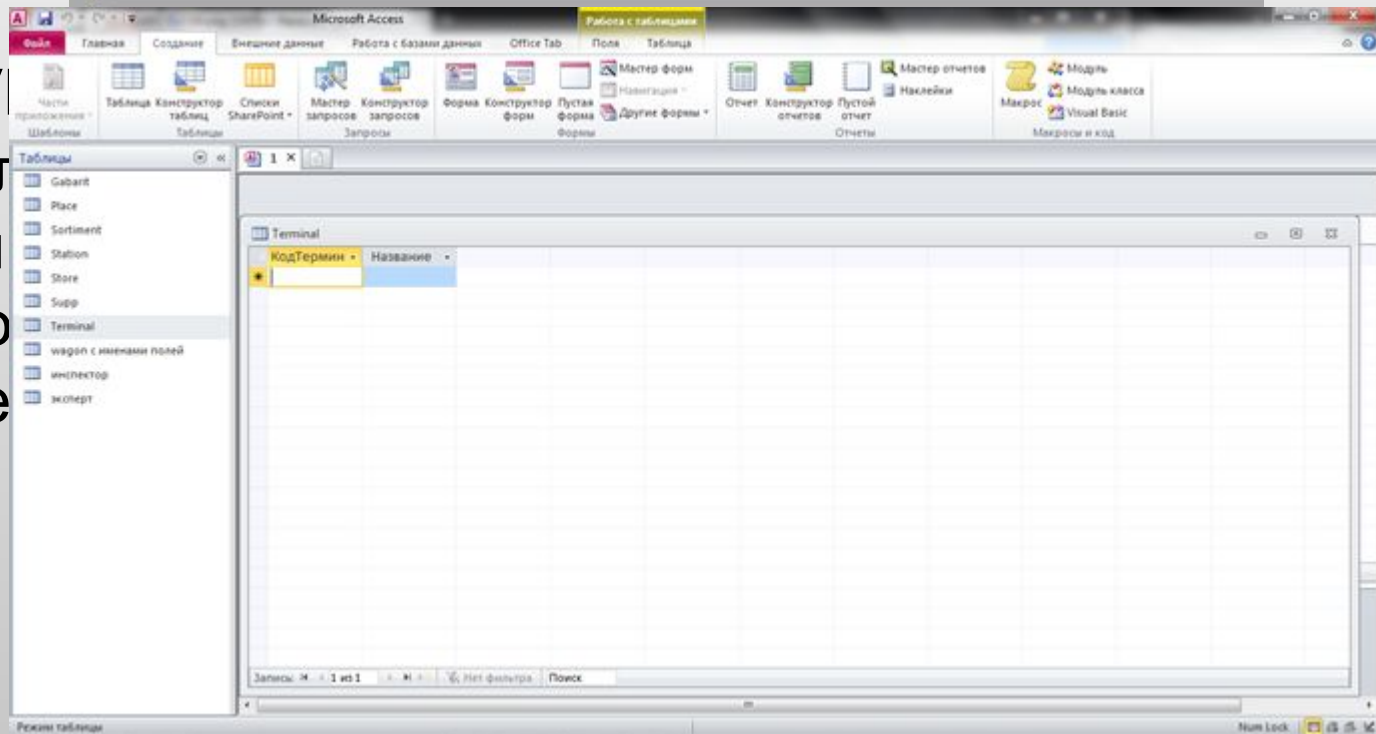 Microsoft Access
Работа с таблицами
Файл Главная Создание Внешние данные Работа с базами данных Office Tab Поля Таблица
Части приложения
Таблица
Конструктор таблиц
Списки SharePoint
Мастер запросов
Конструктор запросов
Форма
Конструктор форм
Пустая форма
Мастер форм
Навигация
Другие формы
Отчет
Конструктор отчетов
Пустой отчет
Мастер отчетов
Наклейки
Макрос
Модуль
Модуль класса
Visual Basic
Шаблоны Таблицы Запросы Формы Отчеты Макросы и код
Таблицы
1
Gabarit
Place
Sortiment
Station
Store
Supp
Terminal
wagon с именами полей
инспектор
эксперт
Terminal
КодТермин Название
Запись: 1 из 1 Нет фильтра Поиск
Режим таблицы
Num Lock